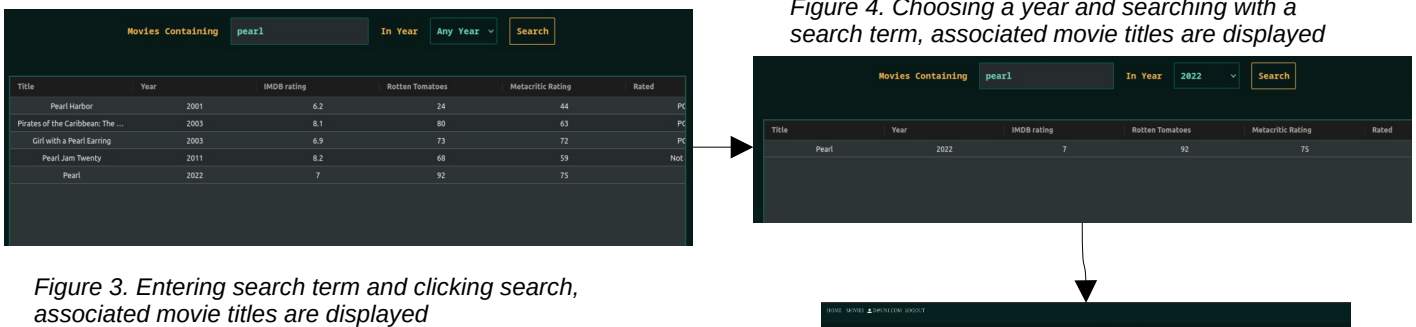 Figure 4. Choosing a year and searching with a
search term, associated movie titles are displayed
Movies Containing pearl In Year Any Year Search
Title Year IMDB rating Rotten Tomatoes Metacritic Rating Rated
Pearl Harbor 2001 6.2 24 44 PG
Pirates of the Caribbean: The ... 2003 8.1 80 63 PG
Girl with a Pearl Earring 2003 6.9 73 72 PG
Pearl Jam Twenty 2011 8.2 68 59 Not
Pearl 2022 7 92 75
Movies Containing pearl In Year 2022 Search
Title Year IMDB rating Rotten Tomatoes Metacritic Rating Rated
Pearl 2022 7 92 75
Figure 3. Entering search term and clicking search,
associated movie titles are displayed
HOME MOVIES LOGOUT